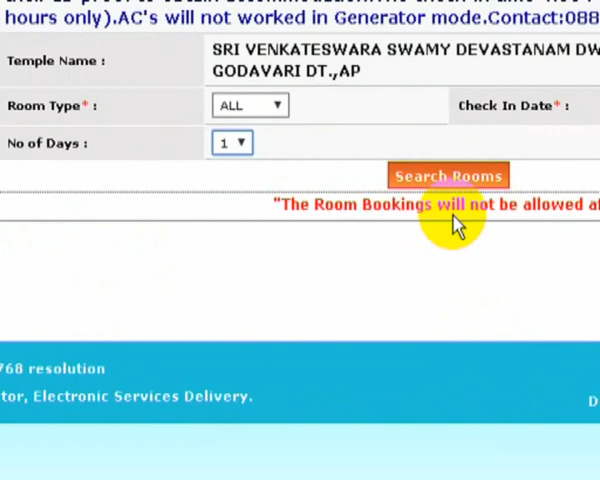 hours only).AC's will not worked in Generator mode.Contact:088
Temple Name : SRI VENKATESWARA SWAMY DEVASTANAM DW
GODAVARI DT.,AP
Room Type* : ALL Check In Date* :
No of Days : 1
Search Rooms
"The Room Bookings will not be allowed af
768 resolution
tor, Electronic Services Delivery.
D